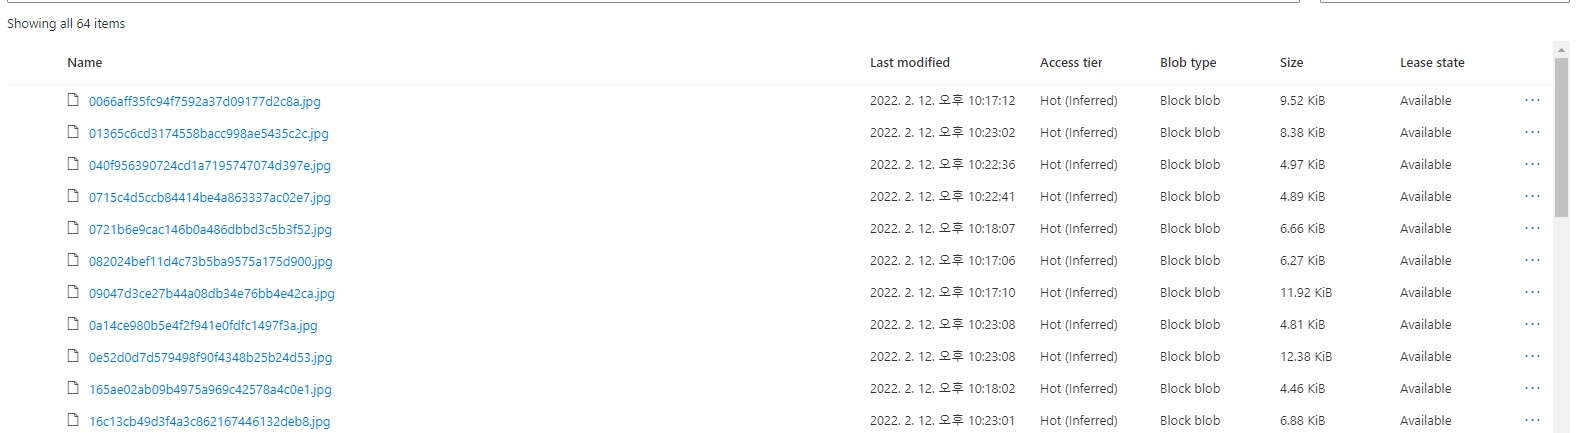 Showing all 64 items
Name Last modified Access tier Blob type Size Lease state
0066aff35fc94f7592a37d09177d2c8a.jpg 2022. 2. 12. 오후 10:17:12 Hot (Inferred) Block blob 9.52 KiB Available ...
01365c6cd3174558bacc998ae5435c2c.jpg 2022. 2. 12. 오후 10:23:02 Hot (Inferred) Block blob 8.38 KiB Available ...
040f956390724cd1a7195747074d397e.jpg 2022. 2. 12. 오후 10:22:36 Hot (Inferred) Block blob 4.97 KiB Available ...
0715c4d5ccb84414be4a863337ac02e7.jpg 2022. 2. 12. 오후 10:22:41 Hot (Inferred) Block blob 4.89 KiB Available ...
0721b6e9cac146b0a486dbbd3c5b3f52.jpg 2022. 2. 12. 오후 10:18:07 Hot (Inferred) Block blob 6.66 KiB Available ...
082024bef11d4c73b5ba9575a175d900.jpg 2022. 2. 12. 오후 10:17:06 Hot (Inferred) Block blob 6.27 KiB Available ...
09047d3ce27b44a08db34e76bb4e42ca.jpg 2022. 2. 12. 오후 10:17:10 Hot (Inferred) Block blob 11.92 KiB Available ...
0a14ce980b5e4f2f941e0fdfc1497f3a.jpg 2022. 2. 12. 오후 10:23:08 Hot (Inferred) Block blob 4.81 KiB Available ...
0e52d0d7d579498f90f4348b25b24d53.jpg 2022. 2. 12. 오후 10:23:08 Hot (Inferred) Block blob 12.38 KiB Available ...
165ae02ab09b4975a969c42578a4c0e1.jpg 2022. 2. 12. 오후 10:18:02 Hot (Inferred) Block blob 4.46 KiB Available ...
16c13cb49d3f4a3c862167446132deb8.jpg 2022. 2. 12. 오후 10:23:01 Hot (Inferred) Block blob 6.88 KiB Available ...